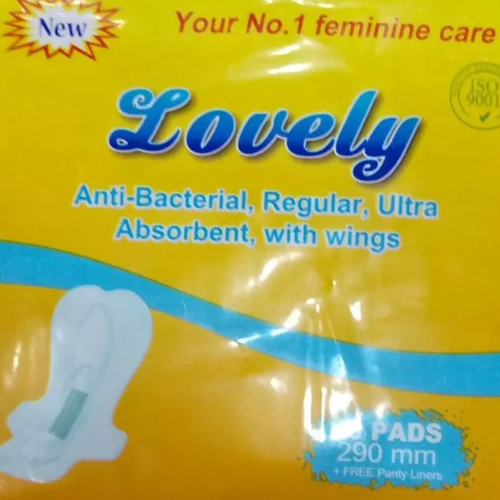 New
Your No.1 feminine care
ISO
9001
Lovely
Anti-Bacterial, Regular, Ultra
Absorbent, with wings
PADS
290 mm
+ FREE Panty Liners